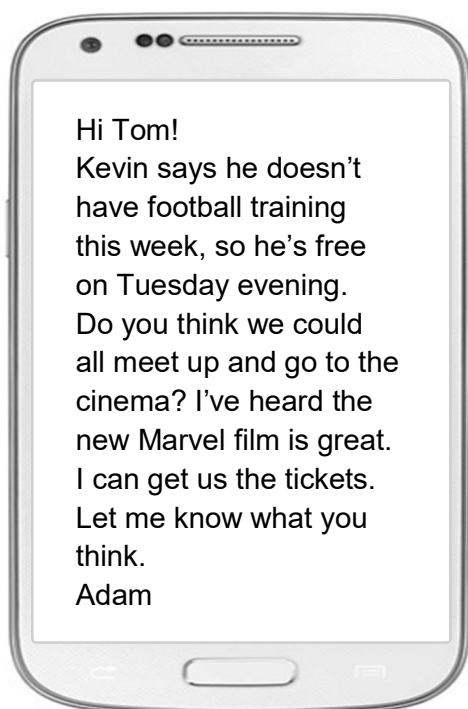 Hi Tom!
Kevin says he doesn’t
have football training
this week, so he’s free
on Tuesday evening.
Do you think we could
all meet up and go to the
cinema? I’ve heard the
new Marvel film is great.
I can get us the tickets.
Let me know what you
think.
Adam